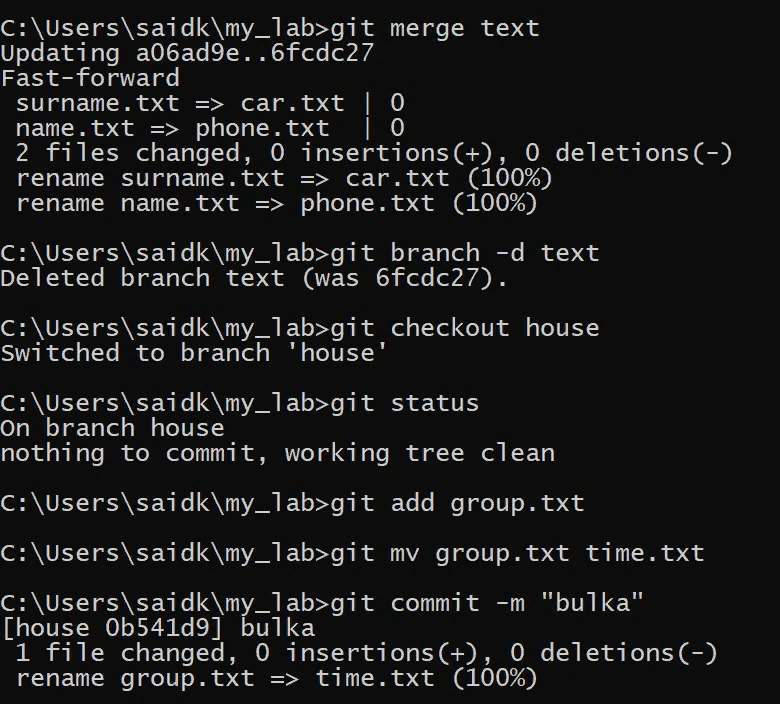 C:\Users\saidk\my_lab>git merge text
Updating a06ad9e..6fcdc27
Fast-forward
 surname.txt => car.txt | 0
 name.txt => phone.txt  | 0
 2 files changed, 0 insertions(+), 0 deletions(-)
 rename surname.txt => car.txt (100%)
 rename name.txt => phone.txt (100%)
C:\Users\saidk\my_lab>git branch -d text
Deleted branch text (was 6fcdc27).
C:\Users\saidk\my_lab>git checkout house
Switched to branch 'house'
C:\Users\saidk\my_lab>git status
On branch house
nothing to commit, working tree clean
C:\Users\saidk\my_lab>git add group.txt
C:\Users\saidk\my_lab>git mv group.txt time.txt
C:\Users\saidk\my_lab>git commit -m "bulka"
[house 0b541d9] bulka
 1 file changed, 0 insertions(+), 0 deletions(-)
 rename group.txt => time.txt (100%)